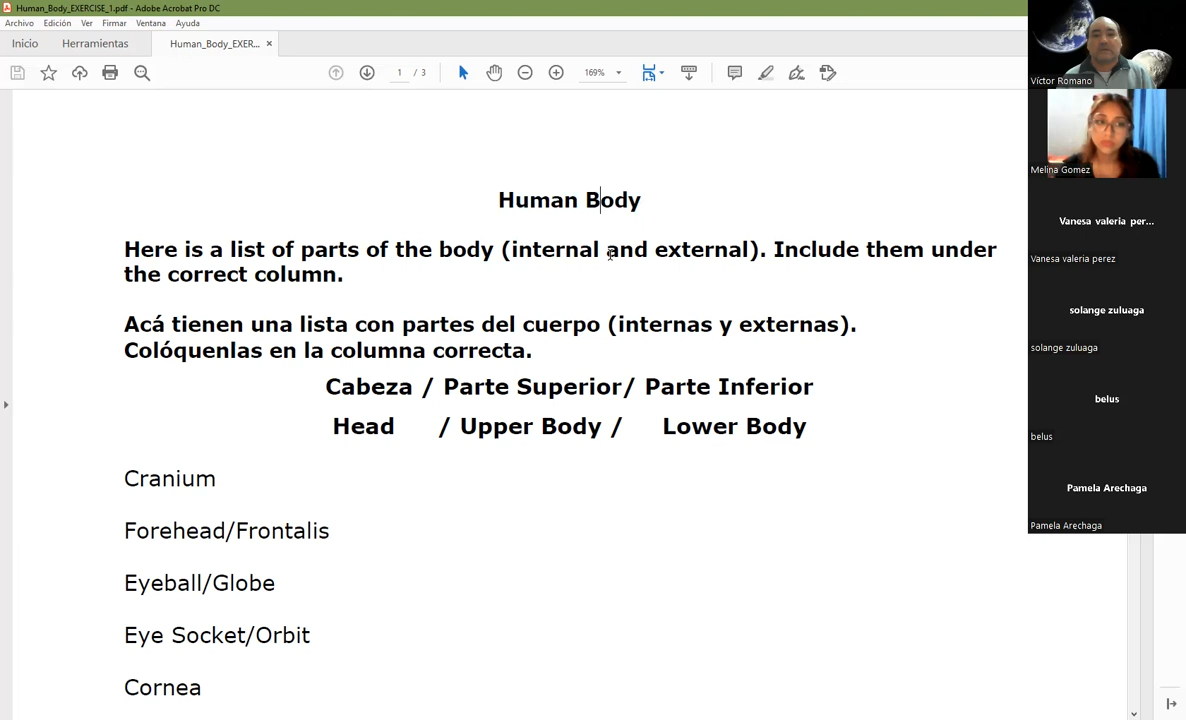 Human_Body_EXERCISE_1.pdf - Adobe Acrobat Pro DC
Archivo Edición Ver Firmar Ventana Ayuda
Inicio Herramientas Human_Body_EXER... ×
1 / 3 169%
Human Body
Here is a list of parts of the body (internal and external). Include them under
the correct column.
Acá tienen una lista con partes del cuerpo (internas y externas).
Colóquenlas en la columna correcta.
Cabeza / Parte Superior/ Parte Inferior
Head / Upper Body / Lower Body
Cranium
Forehead/Frontalis
Eyeball/Globe
Eye Socket/Orbit
Cornea
Víctor Romano
Melina Gomez
Vanesa valeria per...
Vanesa valeria perez
solange zuluaga
solange zuluaga
belus
belus
Pamela Arechaga
Pamela Arechaga